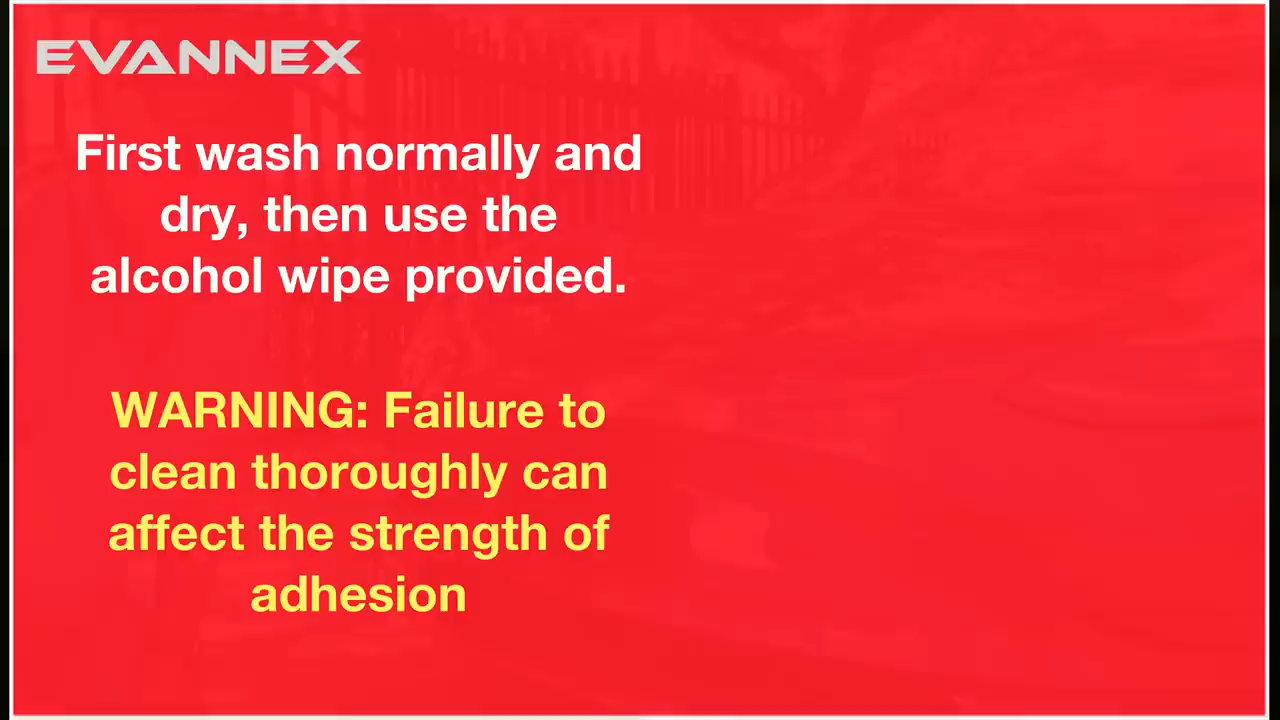 EVANNEX
First wash normally and
dry, then use the
alcohol wipe provided.
WARNING: Failure to
clean thoroughly can
affect the strength of
adhesion